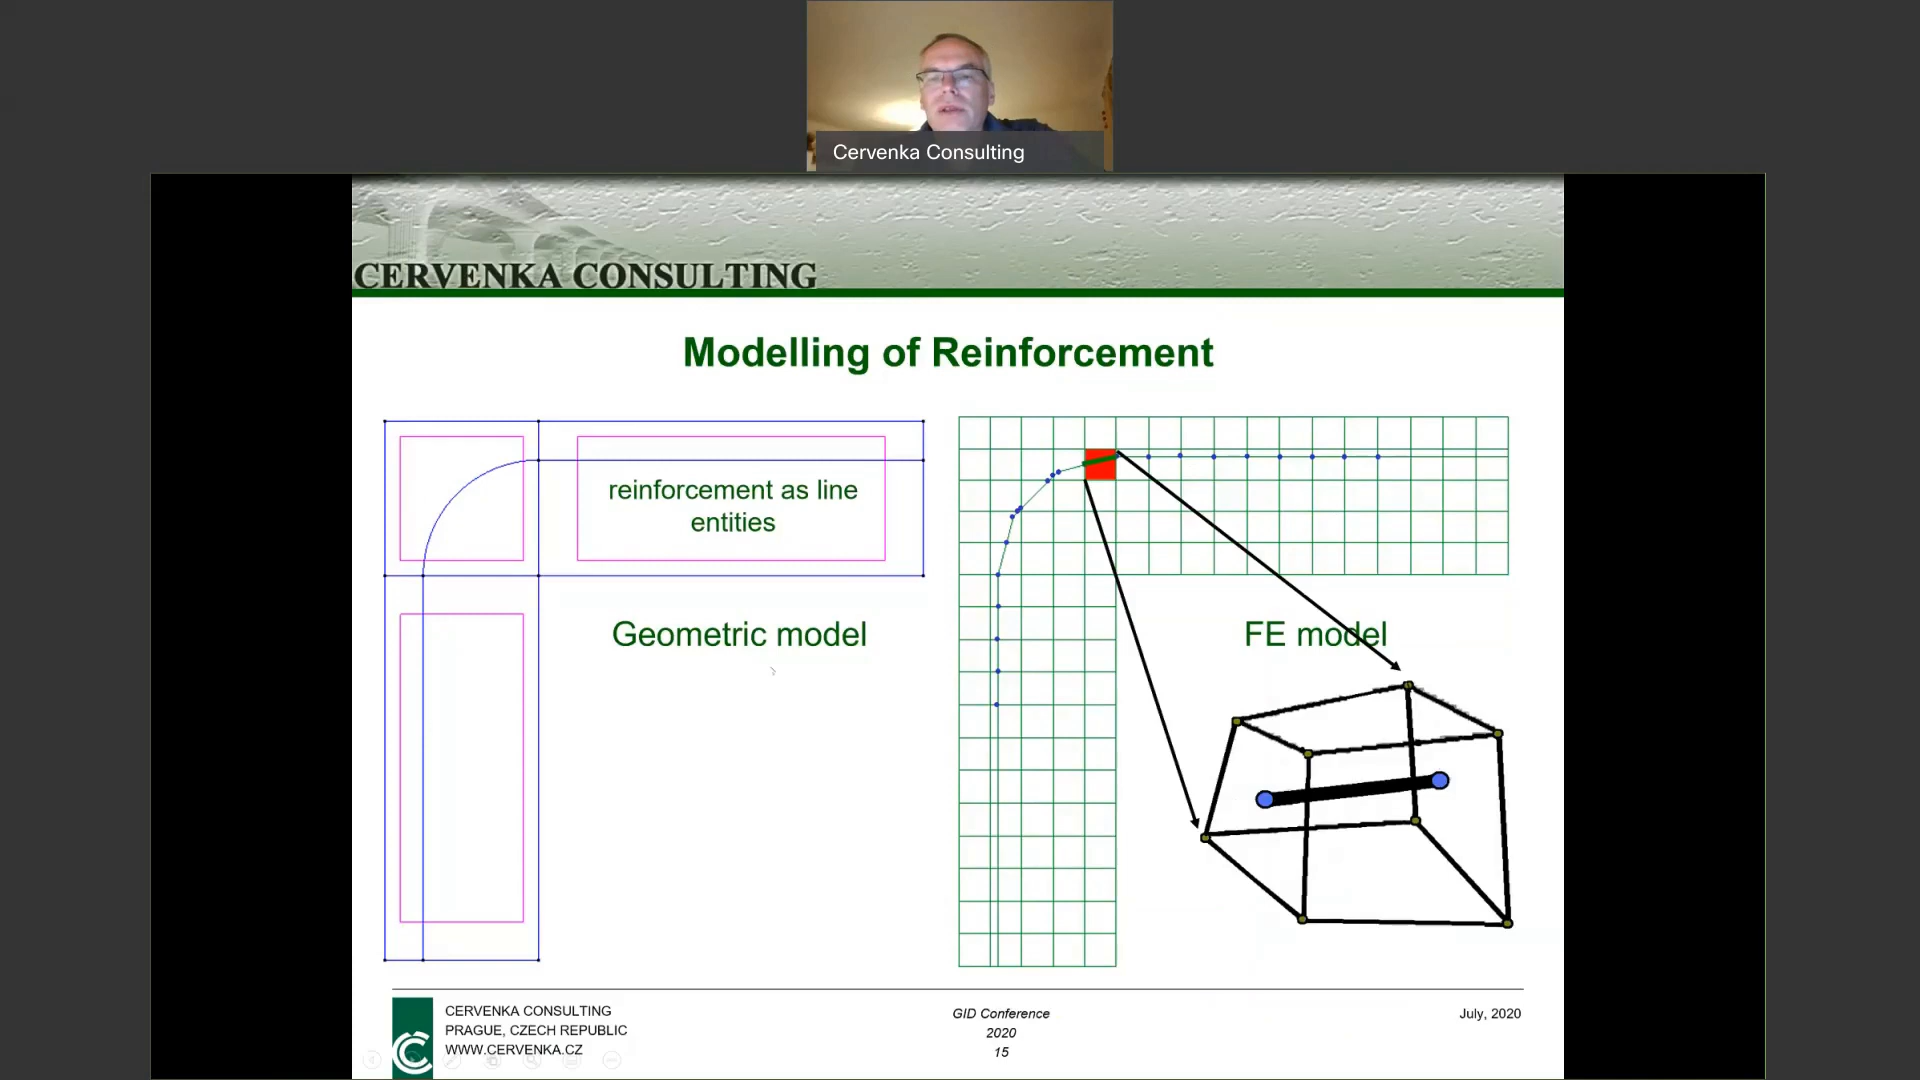 Cervenka Consulting
CERVENKA CONSULTING
Modelling of Reinforcement
reinforcement as line
entities
Geometric model
FE model
CERVENKA CONSULTING
PRAGUE, CZECH REPUBLIC
WWW.CERVENKA.CZ
GID Conference
2020
15
July, 2020